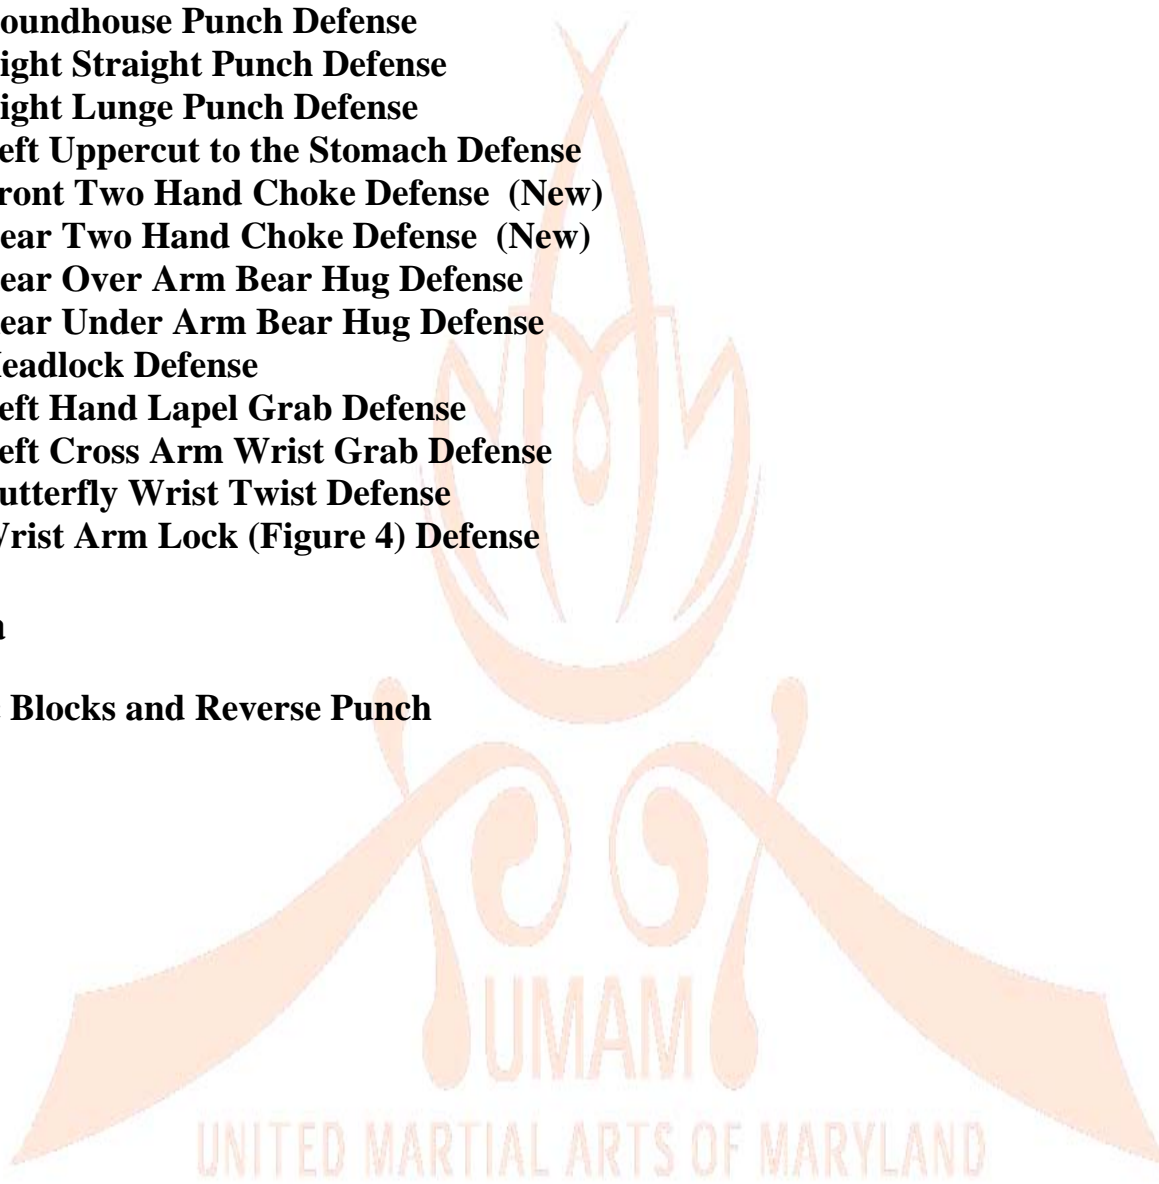 oundhouse Punch Defense
ight Straight Punch Defense
ight Lunge Punch Defense
eft Uppercut to the Stomach Defense
ront Two Hand Choke Defense (New)
ear Two Hand Choke Defense (New)
ear Over Arm Bear Hug Defense
ear Under Arm Bear Hug Defense
eadlock Defense
eft Hand Lapel Grab Defense
eft Cross Arm Wrist Grab Defense
utterfly Wrist Twist Defense
rist Arm Lock (Figure 4) Defense
a
Blocks and Reverse Punch
UMAM
UNITED MARTIAL ARTS OF MARYLAND